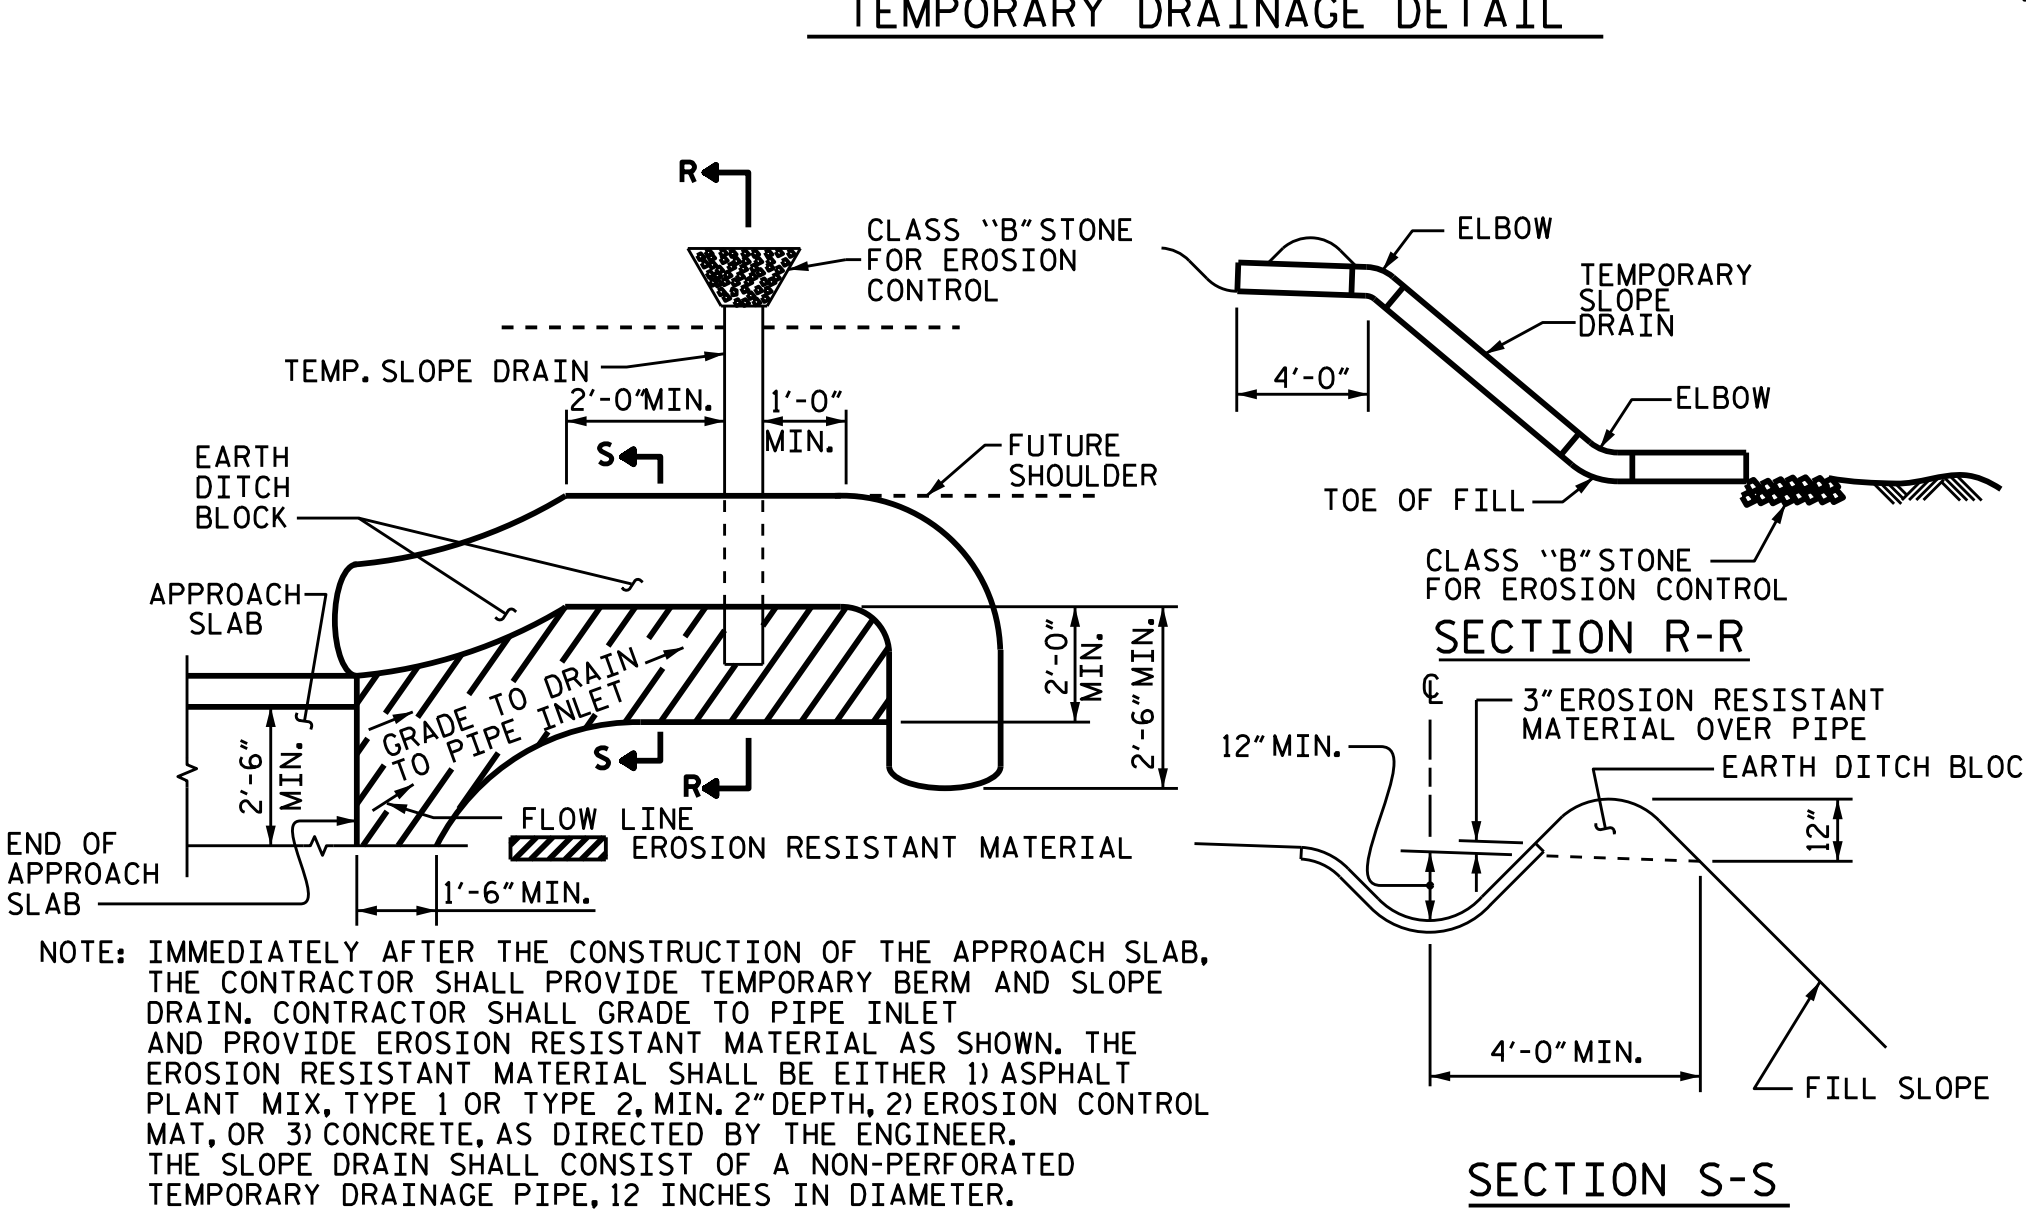 TEMPORARY DRAINAGE DETAIL
R
CLASS ‘‘B” STONE
FOR EROSION
CONTROL
TEMP. SLOPE DRAIN
2'-0" MIN.
1'-0"
MIN.
S
FUTURE
SHOULDER
EARTH
DITCH
BLOCK
APPROACH
SLAB
GRADE TO DRAIN
TO PIPE INLET
2'-0"
MIN.
2'-6" MIN.
2'-6"
MIN.
S
R
FLOW LINE
EROSION RESISTANT MATERIAL
END OF
APPROACH
SLAB
1'-6" MIN.
ELBOW
TEMPORARY
SLOPE
DRAIN
4'-0"
ELBOW
TOE OF FILL
CLASS ‘‘B” STONE
FOR EROSION CONTROL
SECTION R-R
℄
3" EROSION RESISTANT
MATERIAL OVER PIPE
12" MIN.
EARTH DITCH BLOC
12"
4'-0" MIN.
FILL SLOPE
SECTION S-S
NOTE: IMMEDIATELY AFTER THE CONSTRUCTION OF THE APPROACH SLAB,
THE CONTRACTOR SHALL PROVIDE TEMPORARY BERM AND SLOPE
DRAIN. CONTRACTOR SHALL GRADE TO PIPE INLET
AND PROVIDE EROSION RESISTANT MATERIAL AS SHOWN. THE
EROSION RESISTANT MATERIAL SHALL BE EITHER 1) ASPHALT
PLANT MIX, TYPE 1 OR TYPE 2, MIN. 2" DEPTH, 2) EROSION CONTROL
MAT, OR 3) CONCRETE, AS DIRECTED BY THE ENGINEER.
THE SLOPE DRAIN SHALL CONSIST OF A NON-PERFORATED
TEMPORARY DRAINAGE PIPE, 12 INCHES IN DIAMETER.